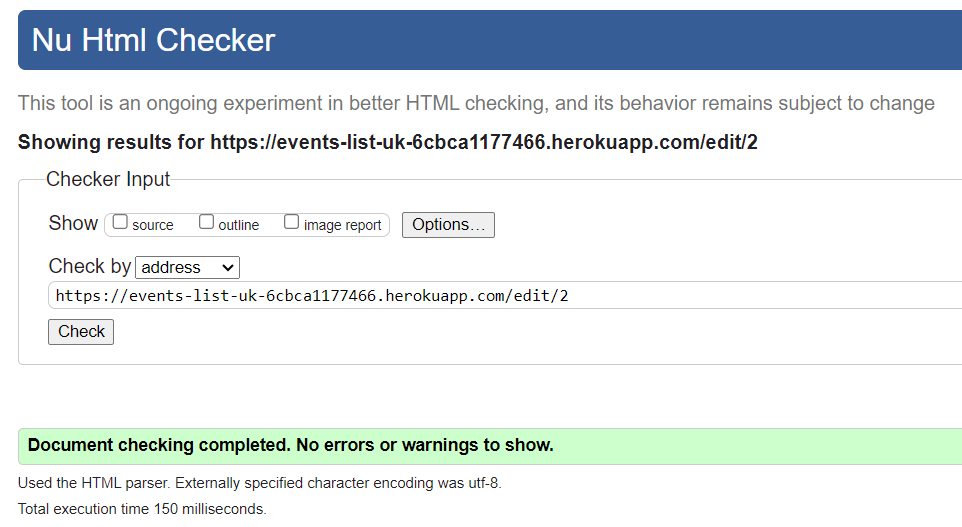 Nu Html Checker
This tool is an ongoing experiment in better HTML checking, and its behavior remains subject to change
Showing results for https://events-list-uk-6cbca1177466.herokuapp.com/edit/2
Checker Input
Show source outline image report Options...
Check by address
https://events-list-uk-6cbca1177466.herokuapp.com/edit/2
Check
Document checking completed. No errors or warnings to show.
Used the HTML parser. Externally specified character encoding was utf-8.
Total execution time 150 milliseconds.